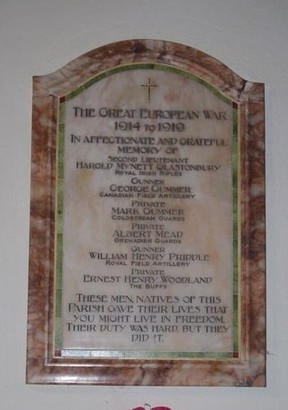 THE GREAT EUROPEAN WAR
1914 TO 1919
IN AFFECTIONATE AND GRATEFUL
MEMORY OF
SECOND LIEUTENANT
HAROLD MYNETT GLASTONBURY
ROYAL IRISH RIFLES
GUNNER
GEORGE GUMMER
CANADIAN FIELD ARTILLERY
PRIVATE
MARK GUMMER
COLDSTREAM GUARDS
PRIVATE
ALBERT MEAD
GRENADIER GUARDS
GUNNER
WILLIAM HENRY PRIDDLE
ROYAL FIELD ARTILLERY
PRIVATE
ERNEST HENRY WOODLAND
THE BUFFS
THESE MEN, NATIVES OF THIS
PARISH GAVE THEIR LIVES THAT
YOU MIGHT LIVE IN FREEDOM.
THEIR DUTY WAS HARD, BUT THEY
DID IT.